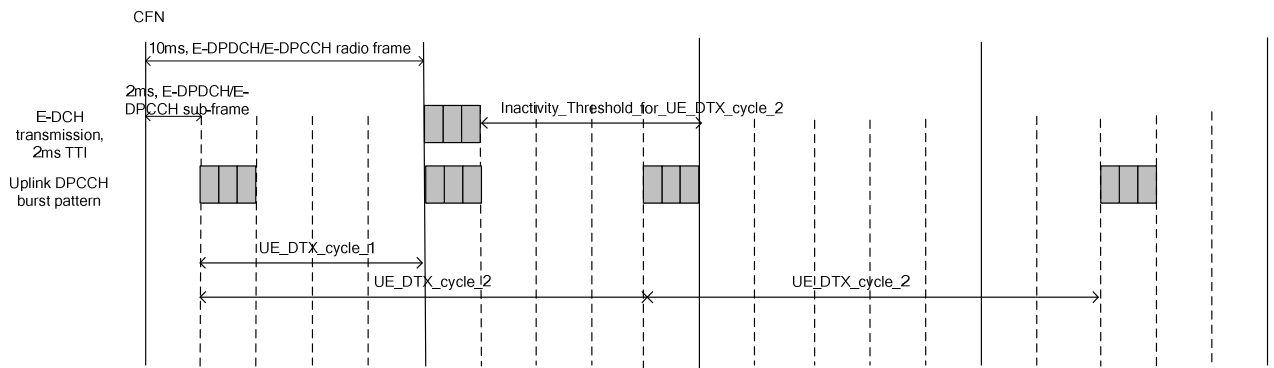 CFN
10ms, E-DPDCH/E-DPCCH radio frame
2ms, E-DPDCH/E-
DPCCH sub-frame
E-DCH
transmission,
2ms TTI
Inactivity_Threshold_for_UE_DTX_cycle_2
Uplink DPCCH
burst pattern
UE_DTX_cycle_1
UE_DTX_cycle_2
UE_DTX_cycle_2